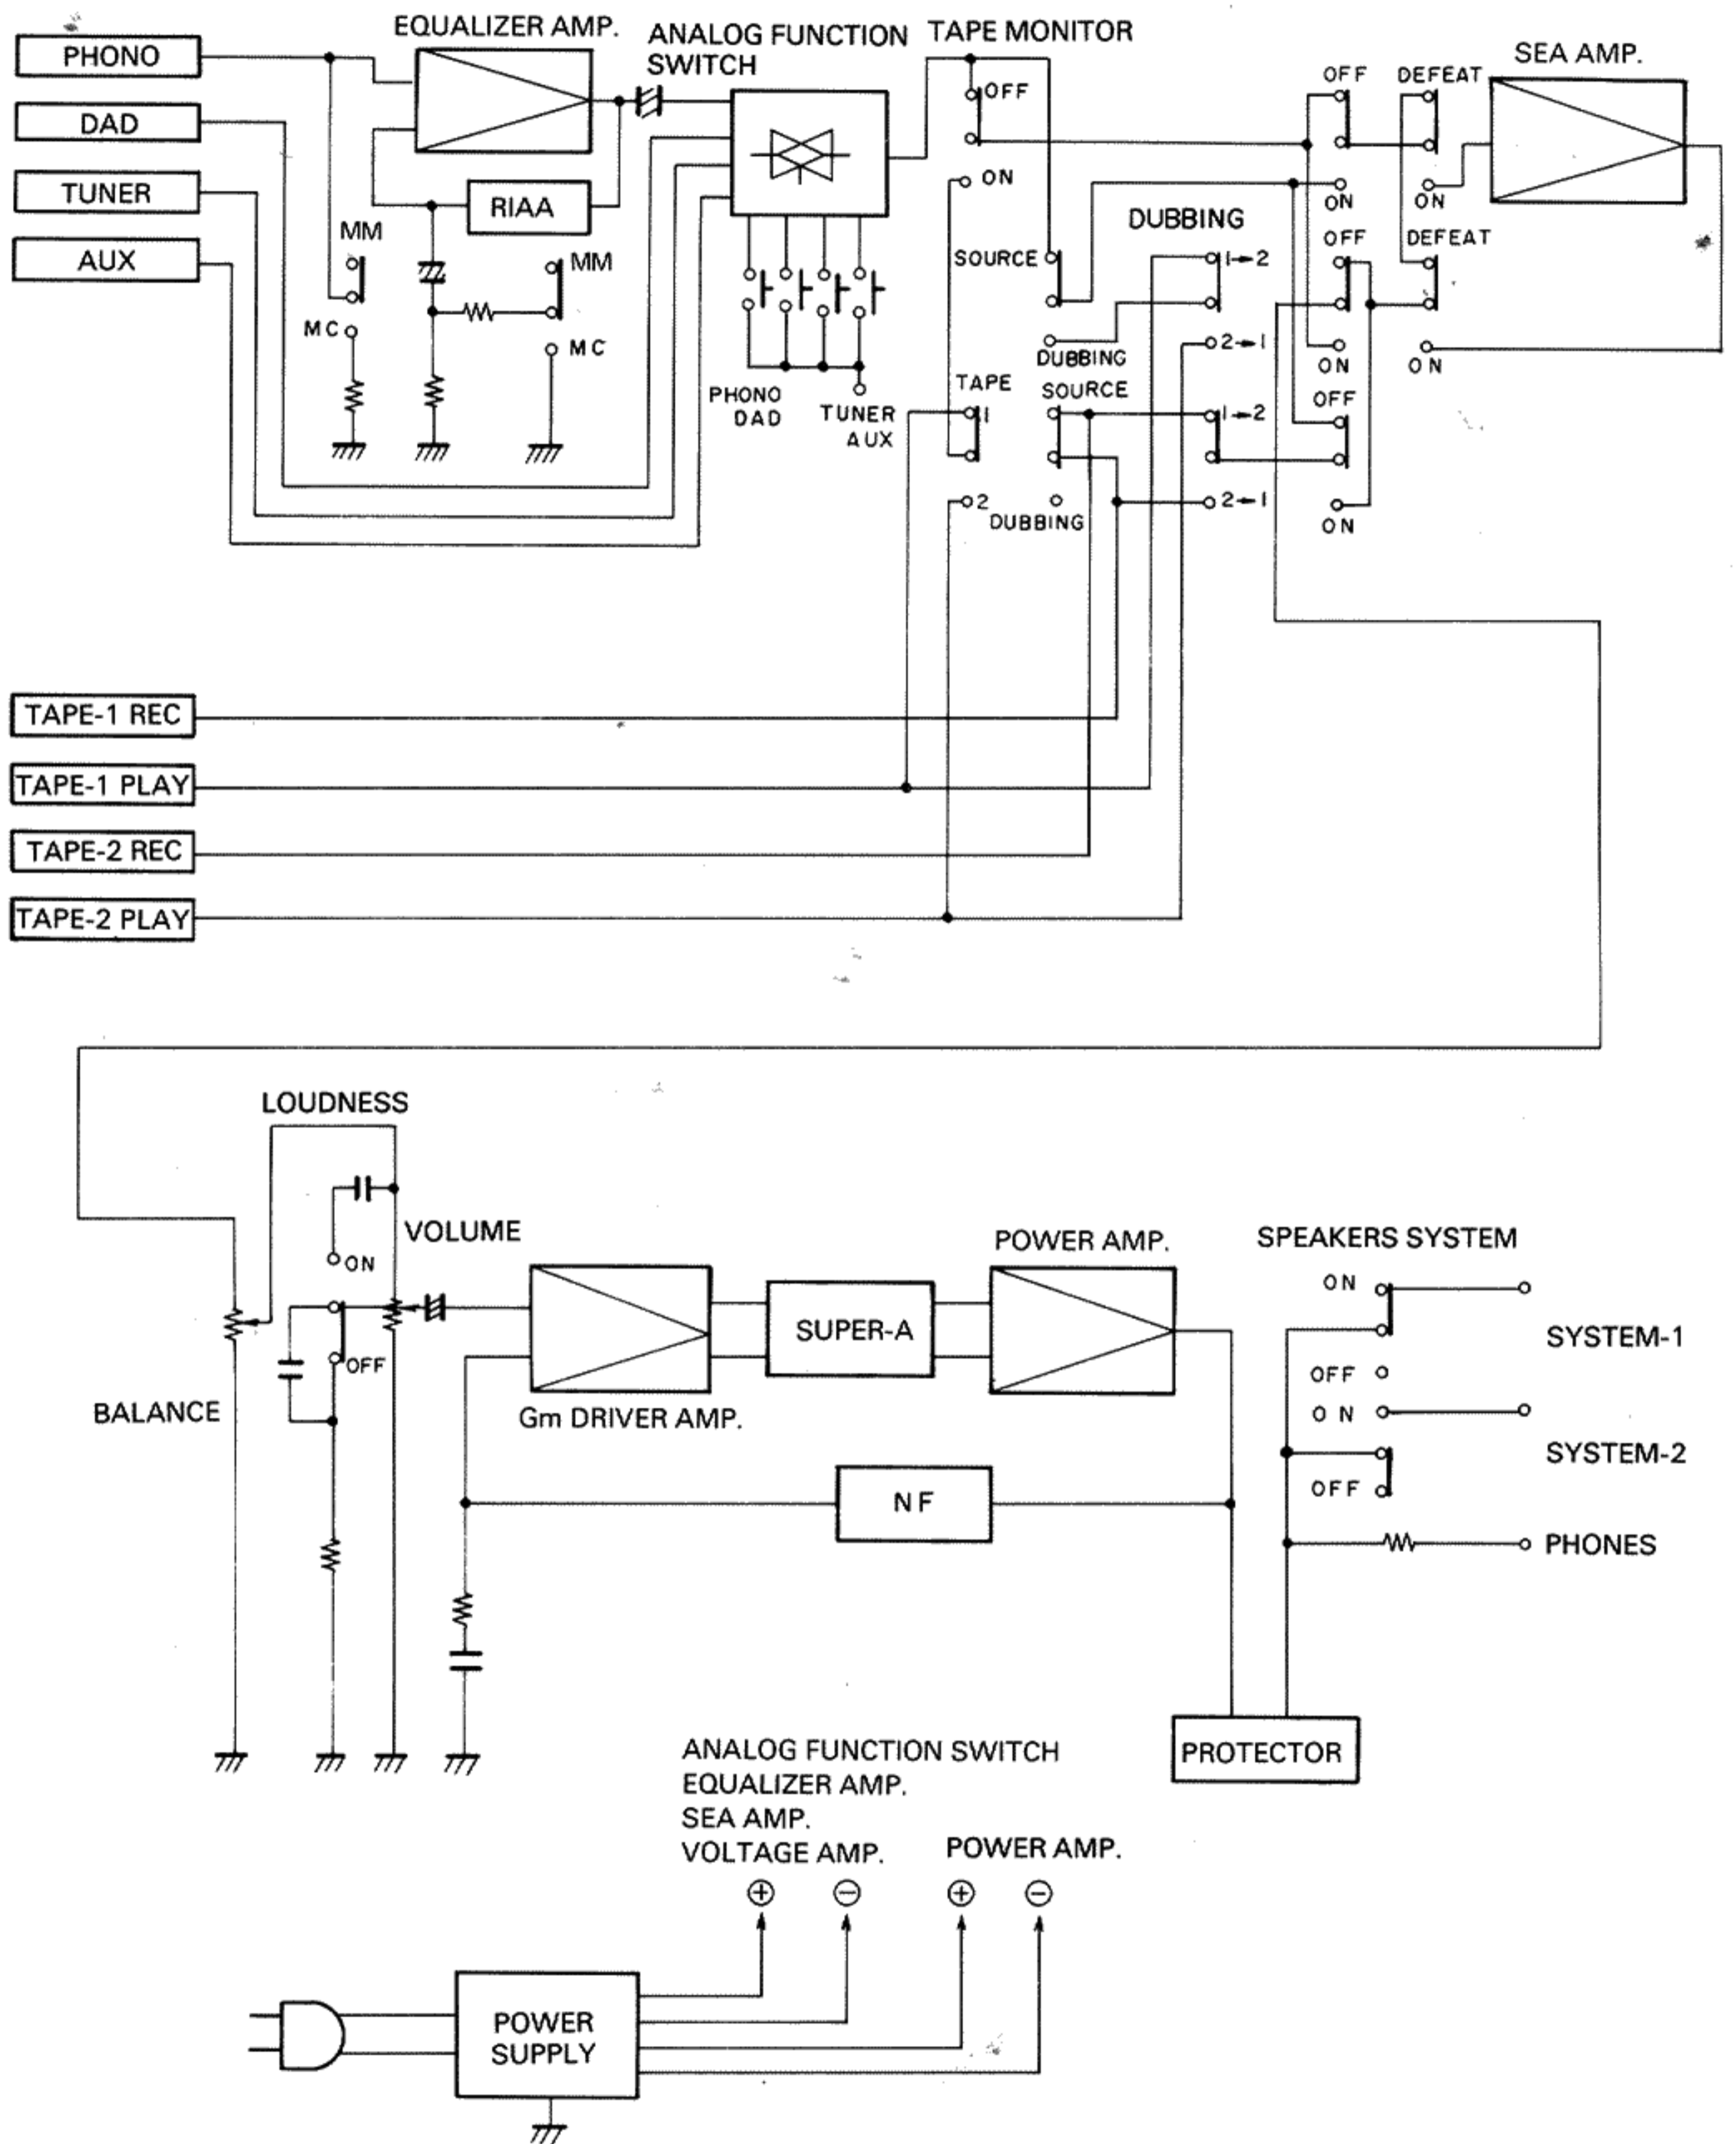 EQUALIZER AMP.
ANALOG FUNCTION
SWITCH
TAPE MONITOR
SEA AMP.
PHONO
DAD
TUNER
AUX
RIAA
MM
MC
MM
MC
PHONO
DAD
TUNER
AUX
OFF
ON
SOURCE
DUBBING
TAPE
1
2
SOURCE
DUBBING
DUBBING
1→2
2→1
1→2
2→1
OFF
ON
OFF
ON
OFF
ON
DEFEAT
ON
DEFEAT
ON
TAPE-1 REC
TAPE-1 PLAY
TAPE-2 REC
TAPE-2 PLAY
LOUDNESS
ON
OFF
VOLUME
BALANCE
Gm DRIVER AMP.
SUPER-A
POWER AMP.
NF
SPEAKERS SYSTEM
ON
OFF
SYSTEM-1
ON
OFF
SYSTEM-2
PHONES
PROTECTOR
ANALOG FUNCTION SWITCH
EQUALIZER AMP.
SEA AMP.
VOLTAGE AMP.
POWER AMP.
+
−
+
−
POWER
SUPPLY